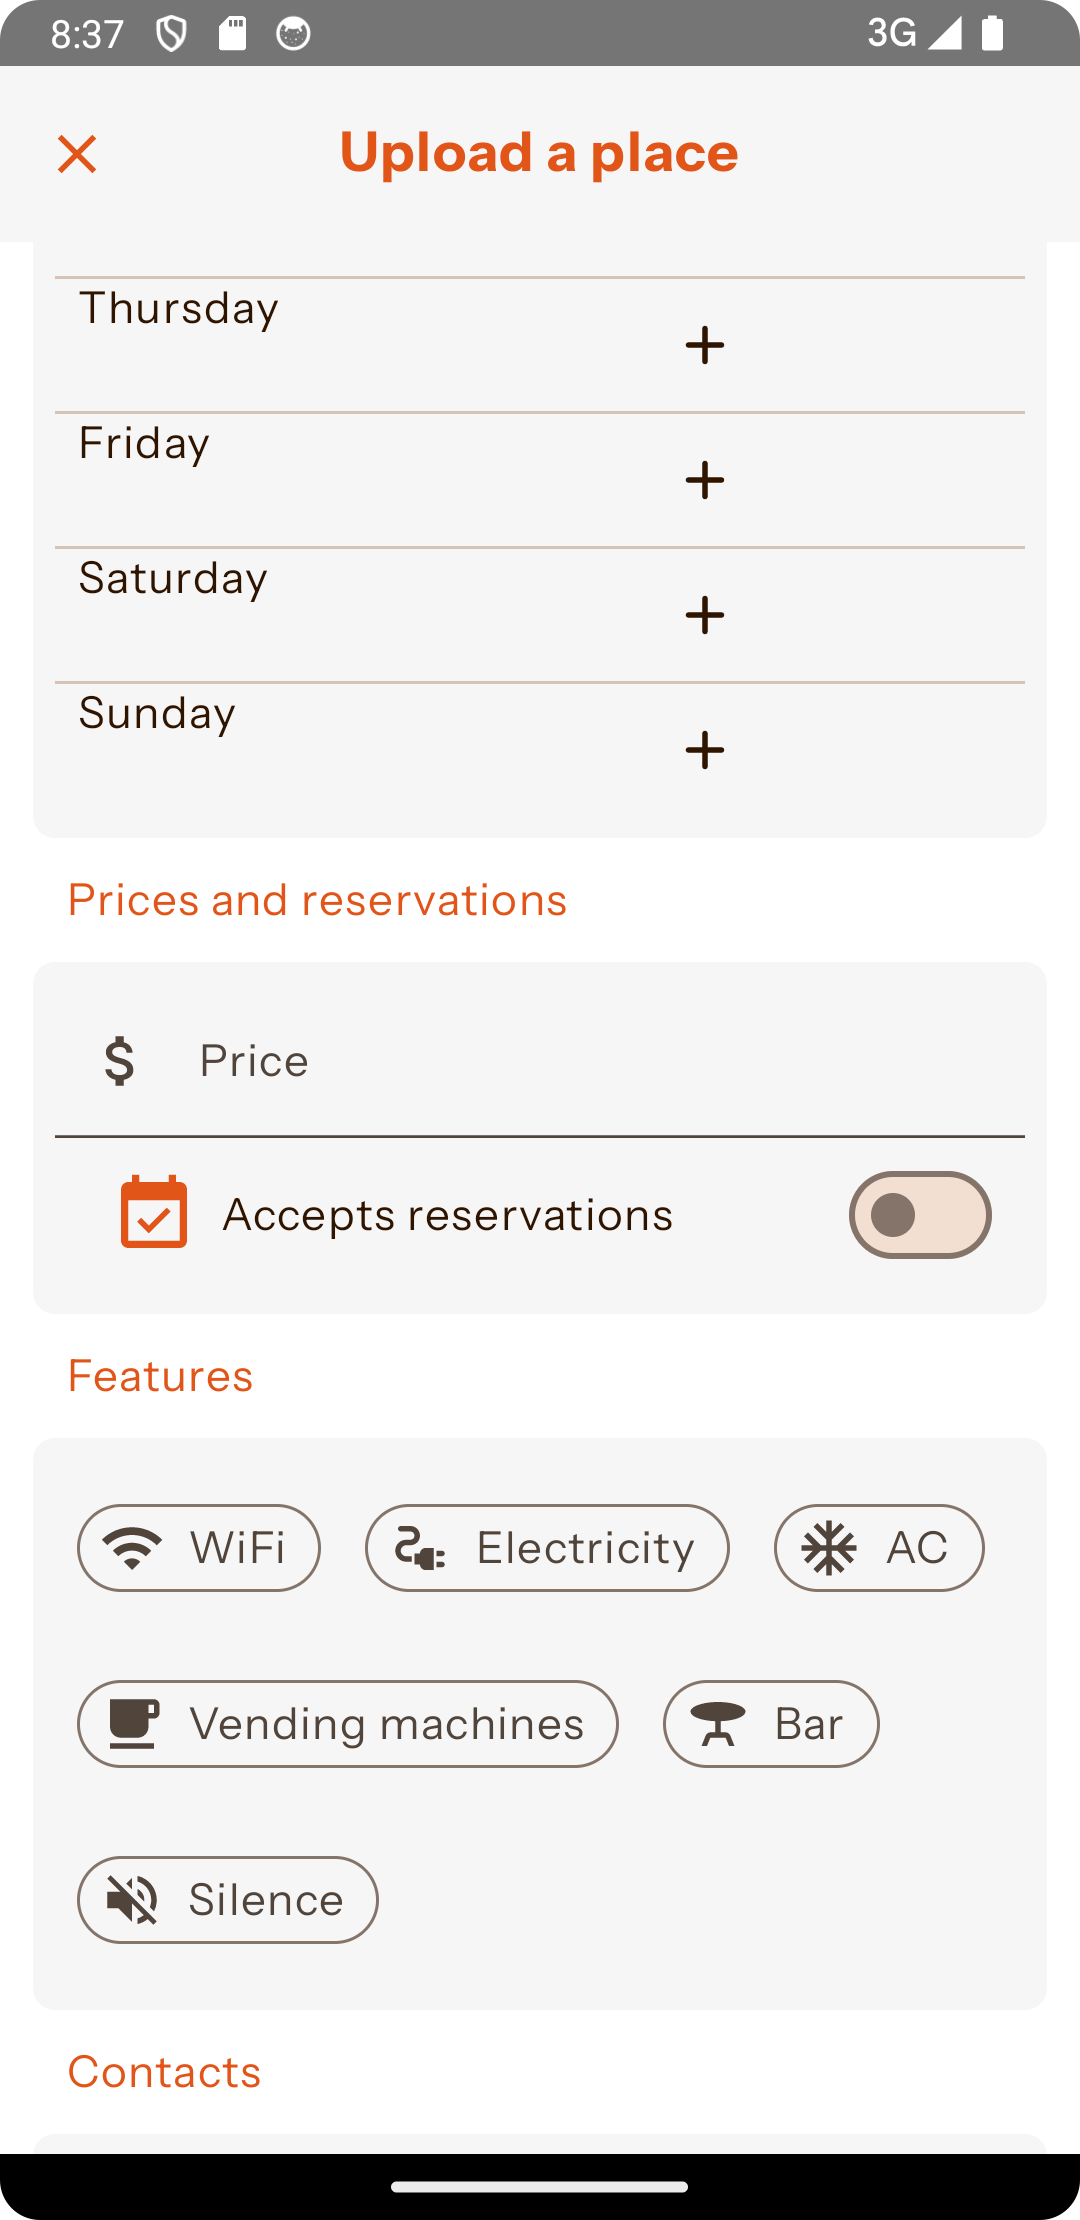 8:37 3G
Upload a place
Thursday
Friday
Saturday
Sunday
Prices and reservations
$ Price
Accepts reservations
Features
WiFi Electricity AC
Vending machines Bar
Silence
Contacts